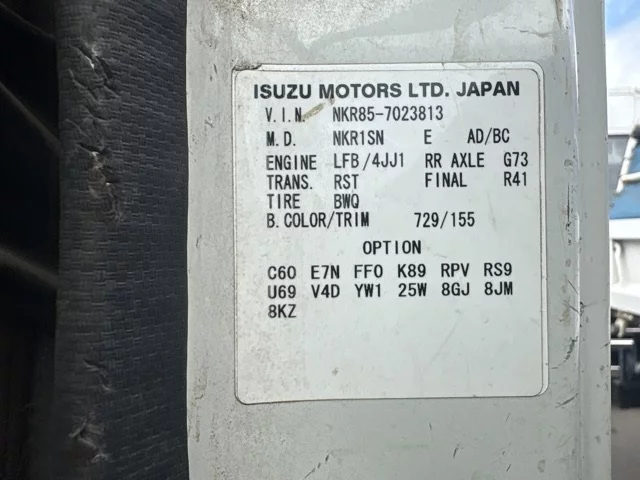 ISUZU MOTORS LTD. JAPAN
V.I.N. NKR85-7023813
M.D. NKR1SN E AD/BC
ENGINE LFB/4JJ1 RR AXLE G73
TRANS. RST FINAL R41
TIRE BWQ
B.COLOR/TRIM 729/155
OPTION
C60 E7N FFO K89 RPV RS9
U69 V4D YW1 25W 8GJ 8JM
8KZ